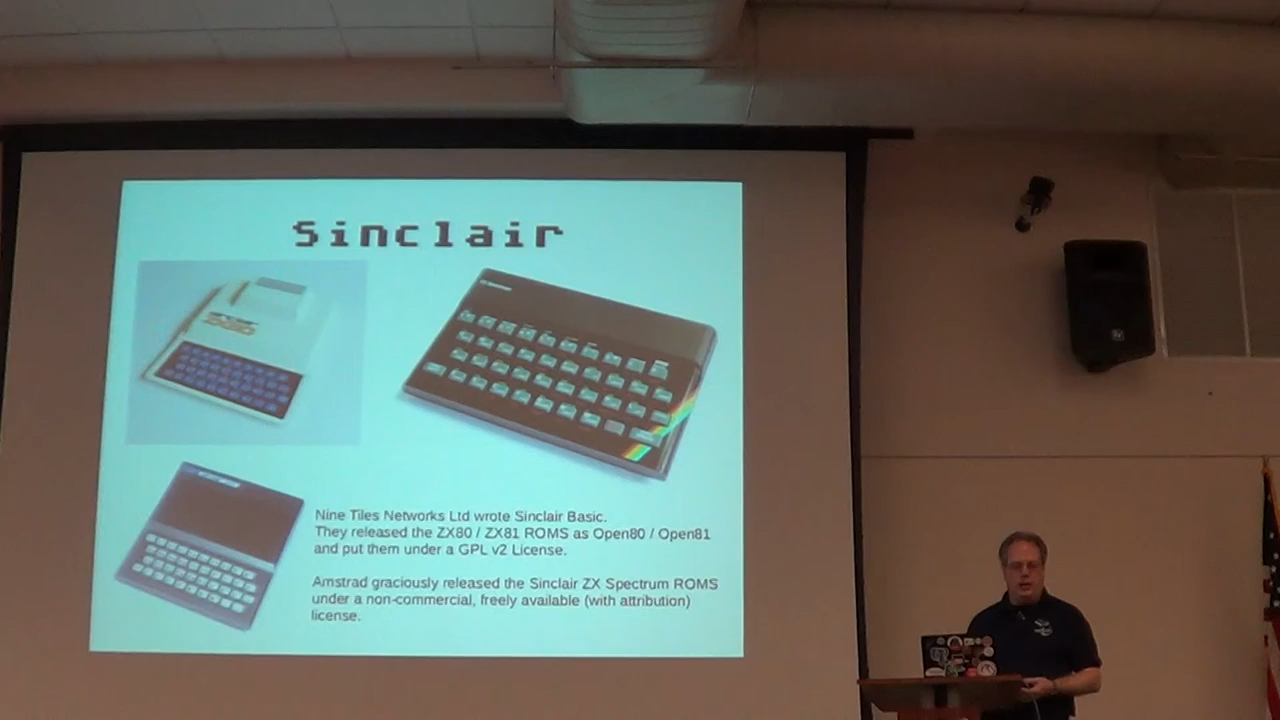 Sinclair
Nine Tiles Networks Ltd wrote Sinclair Basic.
They released the ZX80 / ZX81 ROMS as Open80 / Open81
and put them under a GPL v2 License.
Amstrad graciously released the Sinclair ZX Spectrum ROMS
under a non-commercial, freely available (with attribution)
license.